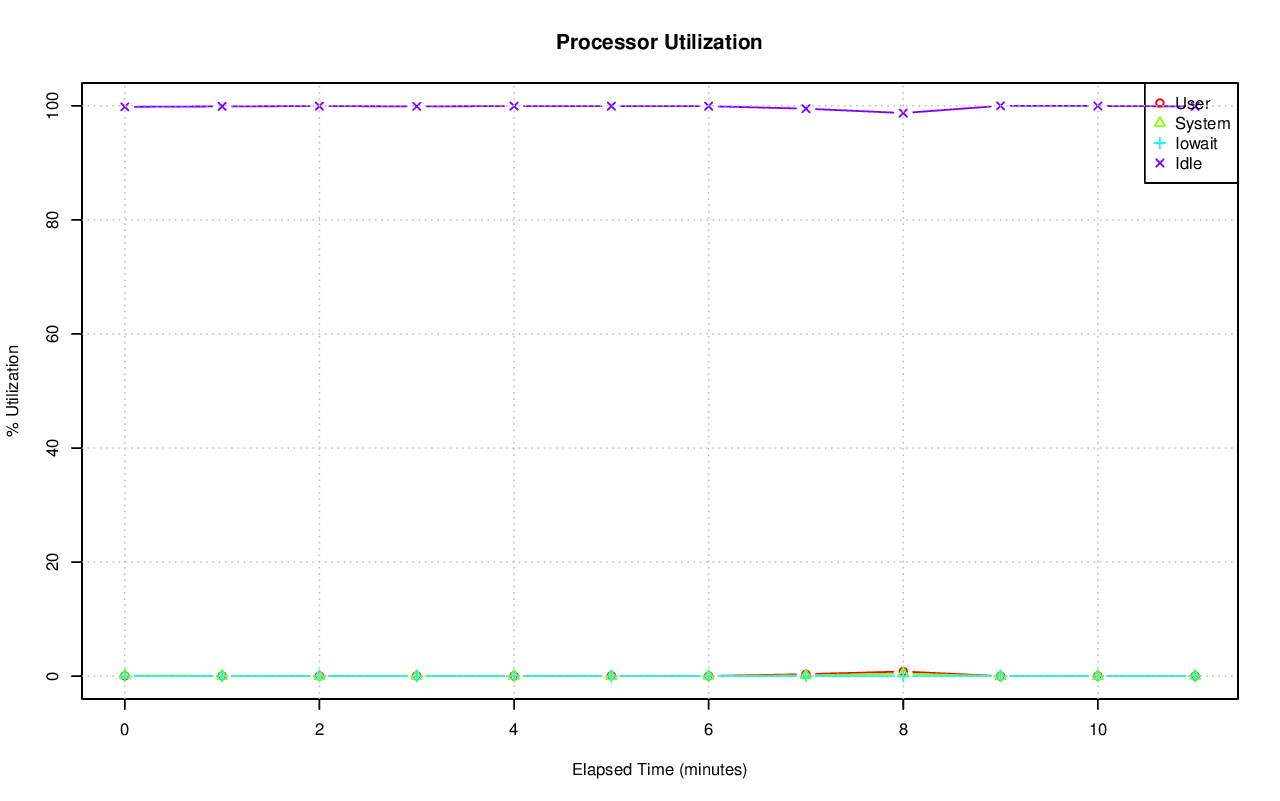 Processor Utilization
100
80
60
40
20
0
% Utilization
User
System
Iowait
Idle
0 2 4 6 8 10
Elapsed Time (minutes)